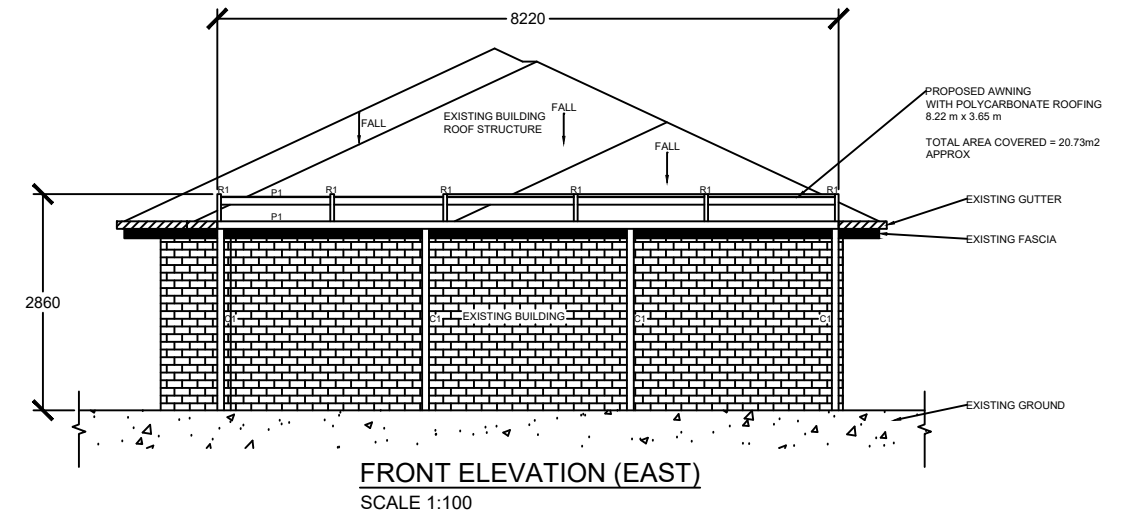 8220
PROPOSED AWNING
WITH POLYCARBONATE ROOFING
8.22 m x 3.65 m
TOTAL AREA COVERED = 20.73m2
APPROX
FALL
EXISTING BUILDING
ROOF STRUCTURE
FALL
FALL
R1
P1
R1
R1
R1
R1
R1
EXISTING GUTTER
P1
EXISTING FASCIA
2860
C1
C1
EXISTING BUILDING
C1
C1
EXISTING GROUND
FRONT ELEVATION (EAST)
SCALE 1:100